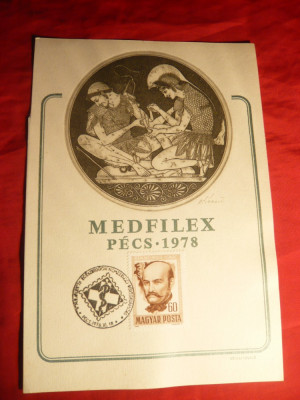 MEDFILEX
PÉCS·1978
60
MAGYAR POSTA